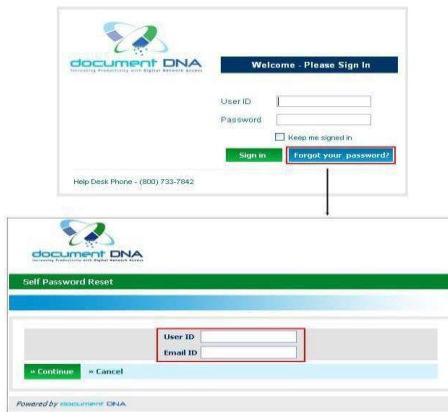 document DNA
Increasing Productivity with Digital Network Access
Welcome - Please Sign In
User ID
Password
Keep me signed in
Sign in
Forgot your password?
Help Desk Phone - (800) 733-7842
document DNA
Increasing Productivity with Digital Network Access
Self Password Reset
User ID
Email ID
» Continue » Cancel
Powered by document DNA